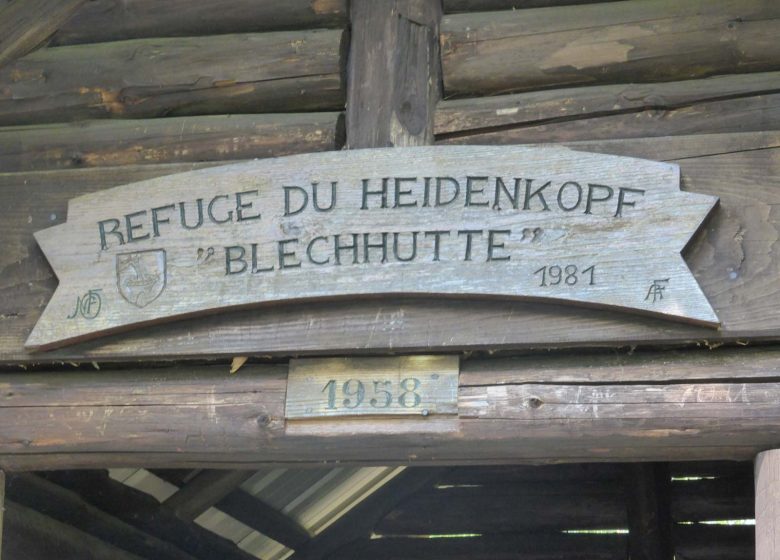 REFUGE DU HEIDENKOPF
"BLECHHUTTE"
1981
1958